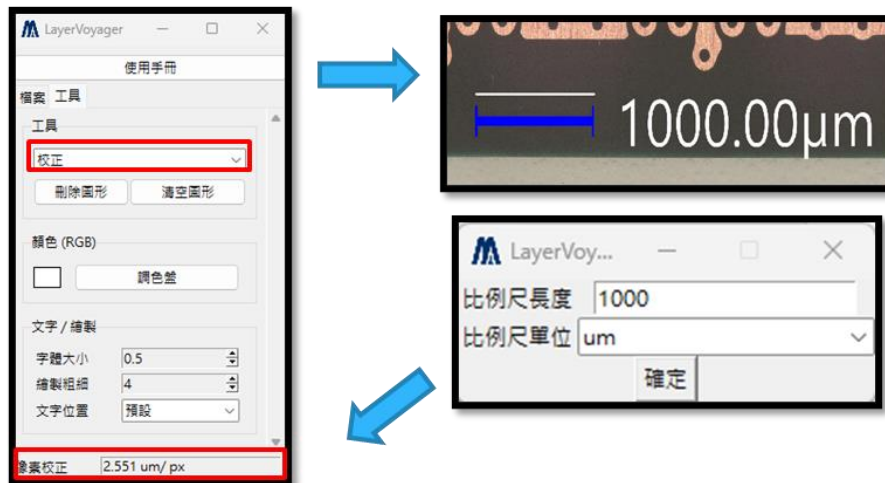 LayerVoyager
使用手冊
檔案 工具
工具
校正
刪除圖形 清空圖形
顏色 (RGB)
調色盤
文字 / 繪製
字體大小 0.5
繪製粗細 4
文字位置 預設
像素校正 2.551 um/ px
1000.00μm
LayerVoy...
比例尺長度 1000
比例尺單位 um
確定